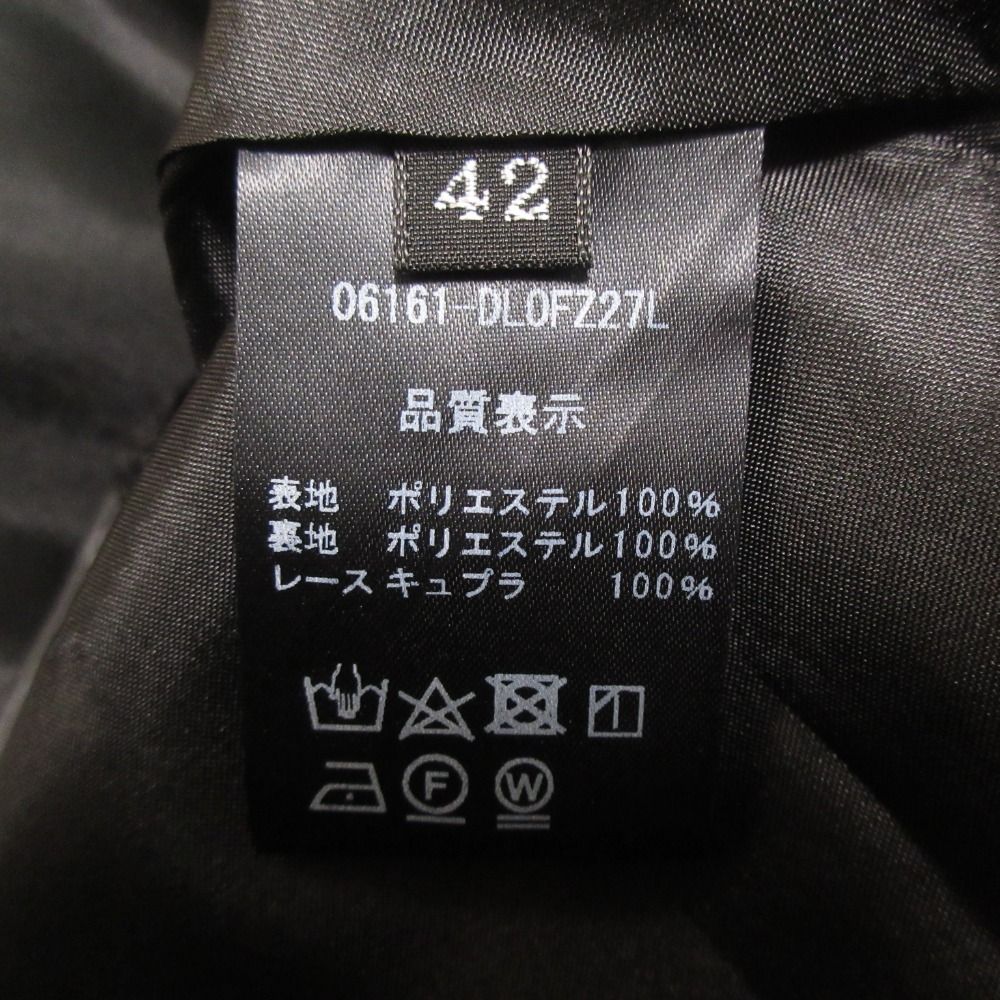 42
06161-DL0FZ27L
品質表示
表地 ポリエステル100%
裏地 ポリエステル100%
レース キュプラ 100%
F W